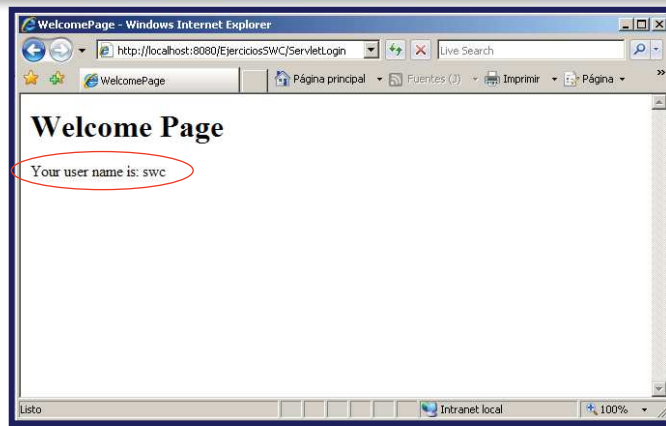 WelcomePage - Windows Internet Explorer
http://localhost:8080/EjerciciosSWC/ServletLogin Live Search
WelcomePage Página principal Fuentes (J) Imprimir Página »
Welcome Page
Your user name is: swc
Listo Intranet local 100%